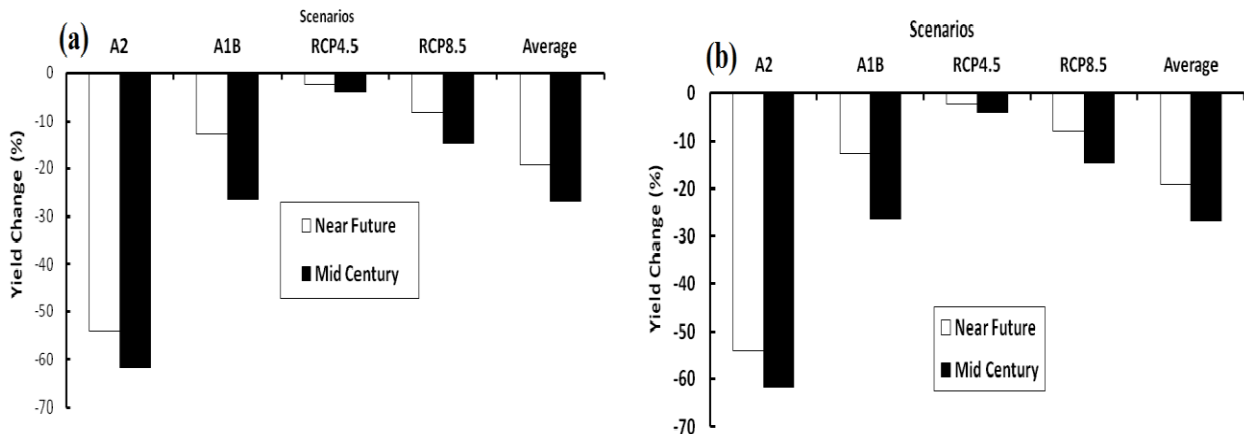 (a)
Scenarios
A2 A1B RCP4.5 RCP8.5 Average
0
-10
-20
-30
-40
-50
-60
-70
Yield Change (%)
Near Future
Mid Century
(b)
Scenarios
A2 A1B RCP4.5 RCP8.5 Average
0
-10
-20
-30
-40
-50
-60
-70
Yield Change (%)
Near Future
Mid Century